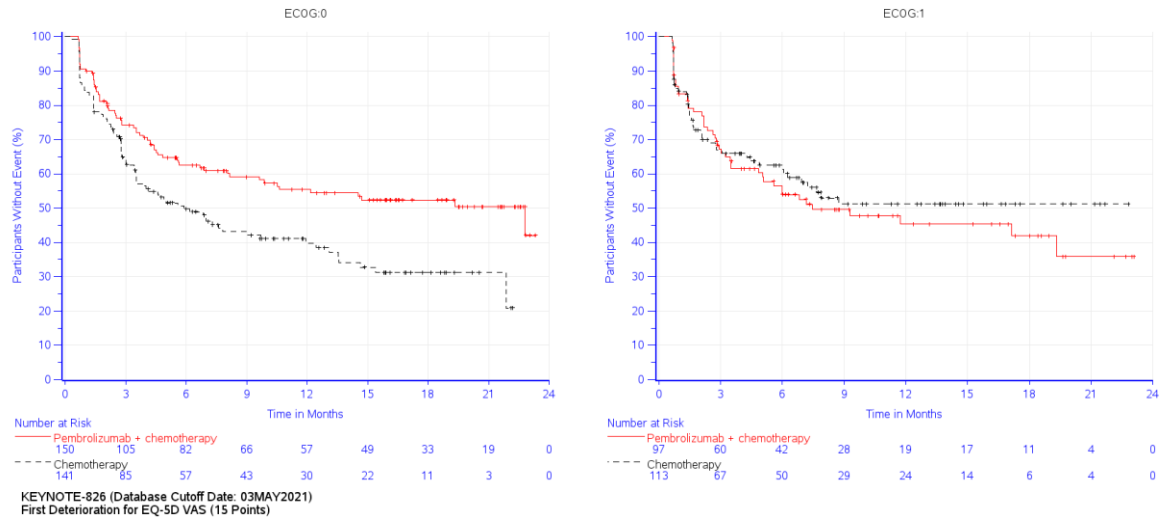 ECOG:0
100
90
80
70
60
50
40
30
20
10
0
Participants Without Event (%)
0 3 6 9 12 15 18 21 24
Time in Months
Number at Risk
Pembrolizumab + chemotherapy
150 105 82 66 57 49 33 19 0
Chemotherapy
141 85 57 43 30 22 11 3 0
ECOG:1
100
90
80
70
60
50
40
30
20
10
0
Participants Without Event (%)
0 3 6 9 12 15 18 21 24
Time in Months
Number at Risk
Pembrolizumab + chemotherapy
97 60 42 28 19 17 11 4 0
Chemotherapy
113 67 50 29 24 14 6 4 0
KEYNOTE-826 (Database Cutoff Date: 03MAY2021)
First Deterioration for EQ-5D VAS (15 Points)